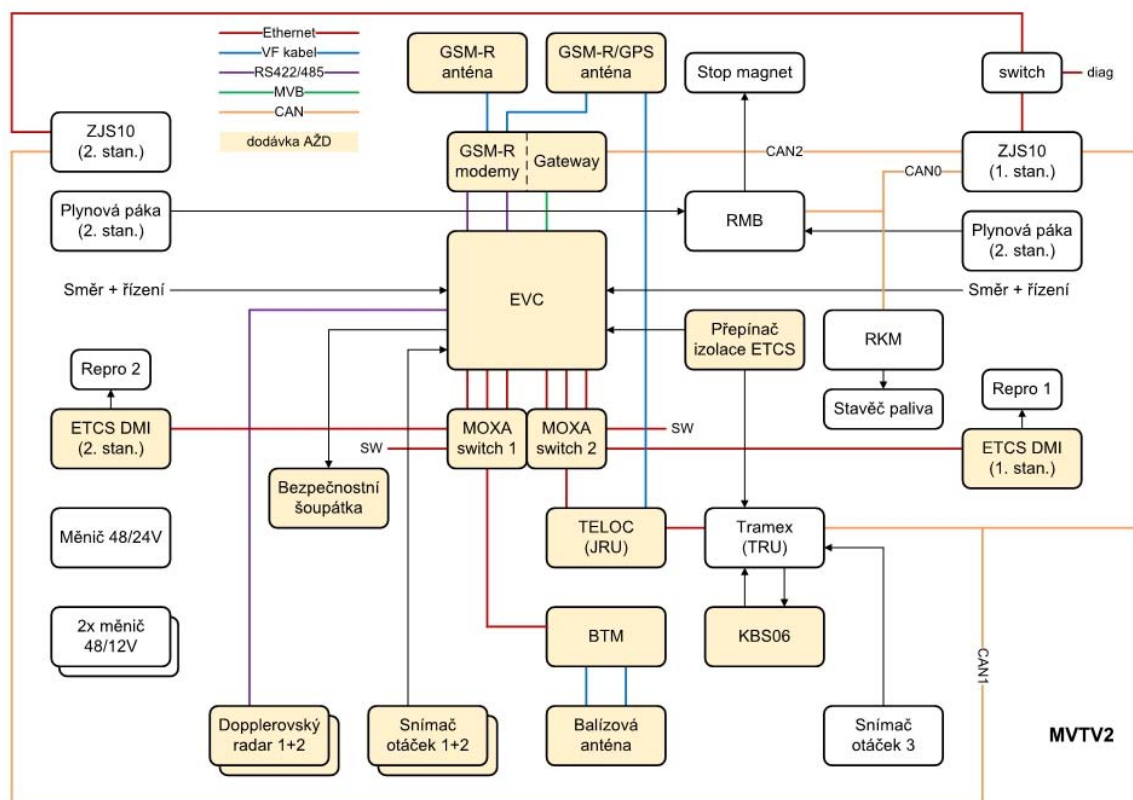 Ethernet
VF kabel
RS422/485
MVB
CAN
dodávka AŽD
GSM-R
anténa
GSM-R/GPS
anténa
Stop magnet
switch
diag
ZJS10
(2. stan.)
GSM-R
modemy
Gateway
CAN2
CAN0
ZJS10
(1. stan.)
Plynová páka
(2. stan.)
RMB
Plynová páka
(2. stan.)
Směr + řízení
EVC
Směr + řízení
Přepínač
izolace ETCS
RKM
Repro 2
Repro 1
Stavěč paliva
ETCS DMI
(2. stan.)
MOXA
switch 1
MOXA
switch 2
SW
SW
ETCS DMI
(1. stan.)
Bezpečnostní
šoupátka
Měnič 48/24V
TELOC
(JRU)
Tramex
(TRU)
2x měnič
48/12V
BTM
KBS06
CAN1
Dopplerovský
radar 1+2
Snímač
otáček 1+2
Balízová
anténa
Snímač
otáček 3
MVTV2